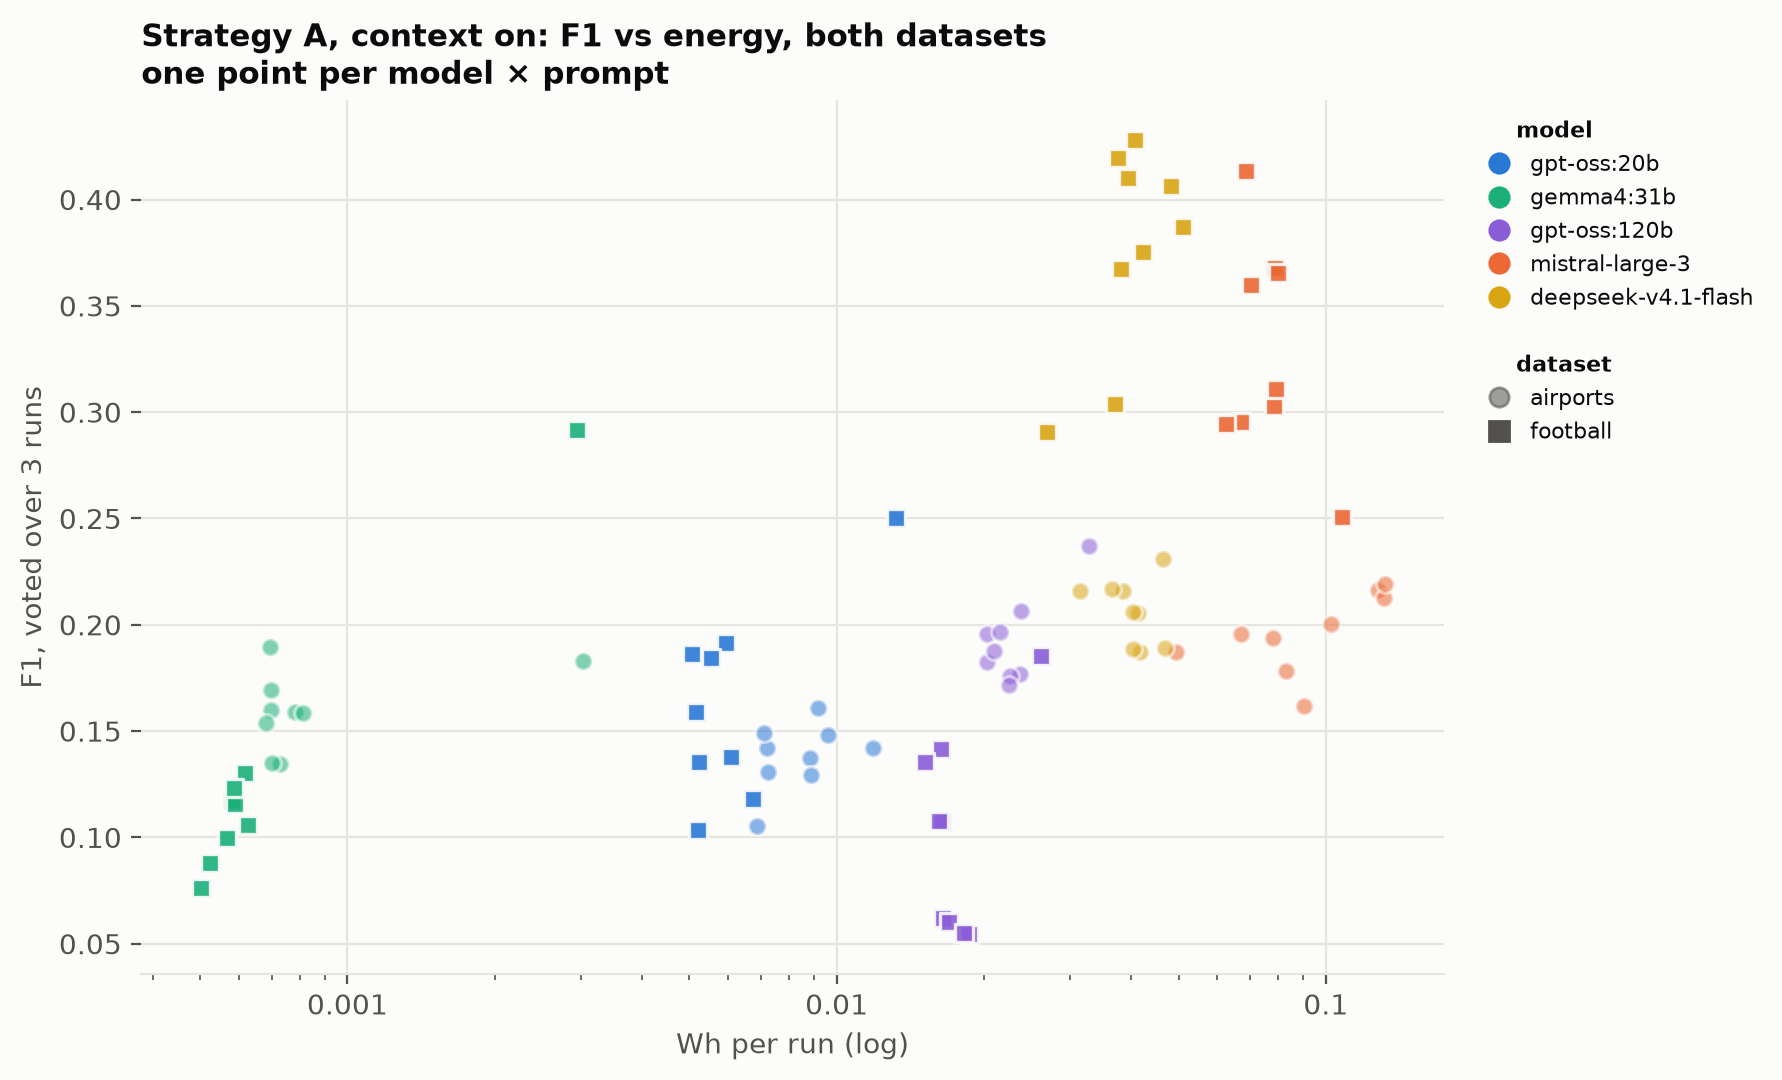 Strategy A, context on: F1 vs energy, both datasets
one point per model × prompt
model
gpt-oss:20b
gemma4:31b
gpt-oss:120b
mistral-large-3
deepseek-v4.1-flash
dataset
airports
football
F1, voted over 3 runs
0.40
0.35
0.30
0.25
0.20
0.15
0.10
0.05
0.001
0.01
0.1
Wh per run (log)